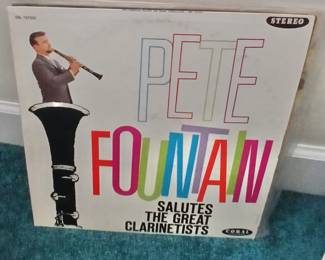 STEREO
PETE
FOUNTAIN
SALUTES
THE GREAT
CLARINETISTS
CORAL